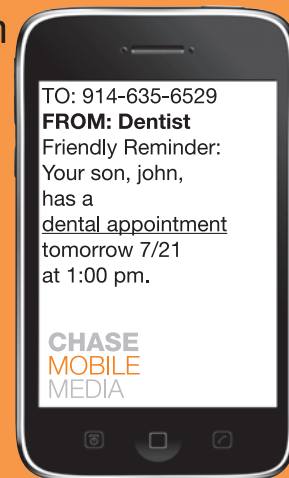 TO: 914-635-6529
FROM: Dentist
Friendly Reminder:
Your son, john,
has a
dental appointment
tomorrow 7/21
at 1:00 pm.
CHASE
MOBILE
MEDIA